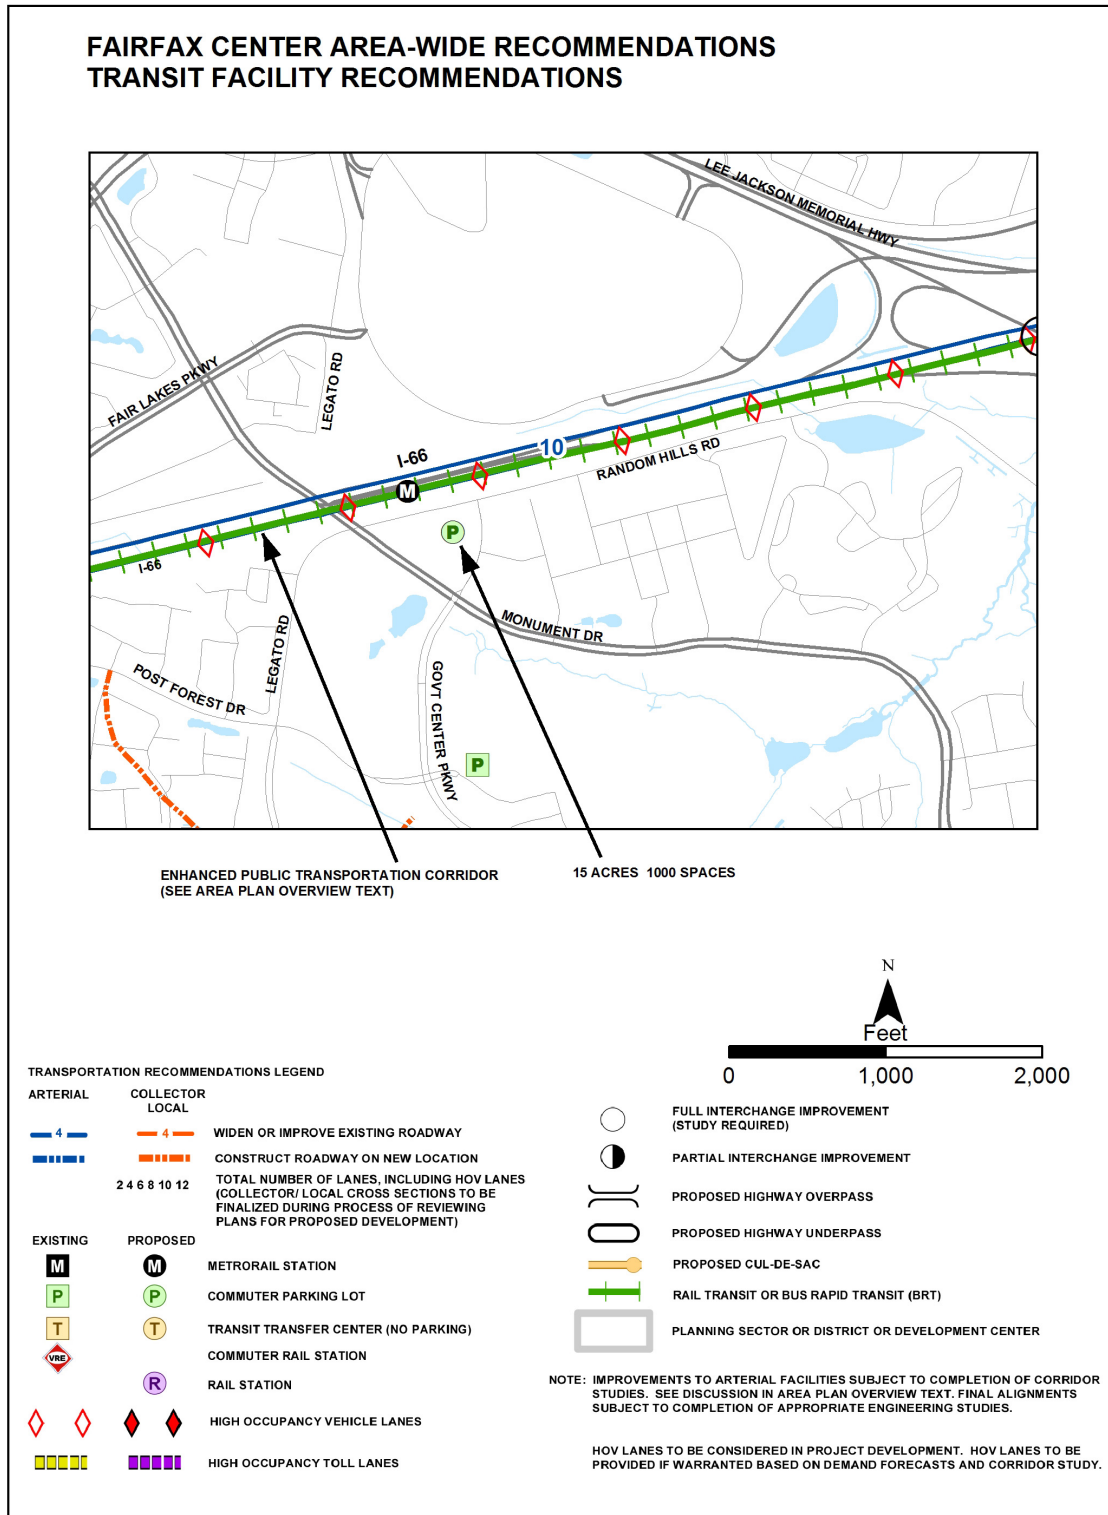 FAIRFAX CENTER AREA-WIDE RECOMMENDATIONS
TRANSIT FACILITY RECOMMENDATIONS
LEE JACKSON MEMORIAL HWY
FAIR LAKES PKWY
LEGATO RD
I-66
10
RANDOM HILLS RD
M
P
I-66
MONUMENT DR
LEGATO RD
POST FOREST DR
GOVT CENTER PKWY
P
ENHANCED PUBLIC TRANSPORTATION CORRIDOR
(SEE AREA PLAN OVERVIEW TEXT)
15 ACRES 1000 SPACES
N
Feet
0 1,000 2,000
TRANSPORTATION RECOMMENDATIONS LEGEND
ARTERIAL COLLECTOR
LOCAL
4 4 WIDEN OR IMPROVE EXISTING ROADWAY
CONSTRUCT ROADWAY ON NEW LOCATION
2 4 6 8 10 12 TOTAL NUMBER OF LANES, INCLUDING HOV LANES
(COLLECTOR/ LOCAL CROSS SECTIONS TO BE
FINALIZED DURING PROCESS OF REVIEWING
PLANS FOR PROPOSED DEVELOPMENT)
EXISTING PROPOSED
M M METRORAIL STATION
P P COMMUTER PARKING LOT
T T TRANSIT TRANSFER CENTER (NO PARKING)
VRE COMMUTER RAIL STATION
R RAIL STATION
HIGH OCCUPANCY VEHICLE LANES
HIGH OCCUPANCY TOLL LANES
FULL INTERCHANGE IMPROVEMENT
(STUDY REQUIRED)
PARTIAL INTERCHANGE IMPROVEMENT
PROPOSED HIGHWAY OVERPASS
PROPOSED HIGHWAY UNDERPASS
PROPOSED CUL-DE-SAC
RAIL TRANSIT OR BUS RAPID TRANSIT (BRT)
PLANNING SECTOR OR DISTRICT OR DEVELOPMENT CENTER
NOTE: IMPROVEMENTS TO ARTERIAL FACILITIES SUBJECT TO COMPLETION OF CORRIDOR
STUDIES. SEE DISCUSSION IN AREA PLAN OVERVIEW TEXT. FINAL ALIGNMENTS
SUBJECT TO COMPLETION OF APPROPRIATE ENGINEERING STUDIES.
HOV LANES TO BE CONSIDERED IN PROJECT DEVELOPMENT. HOV LANES TO BE
PROVIDED IF WARRANTED BASED ON DEMAND FORECASTS AND CORRIDOR STUDY.